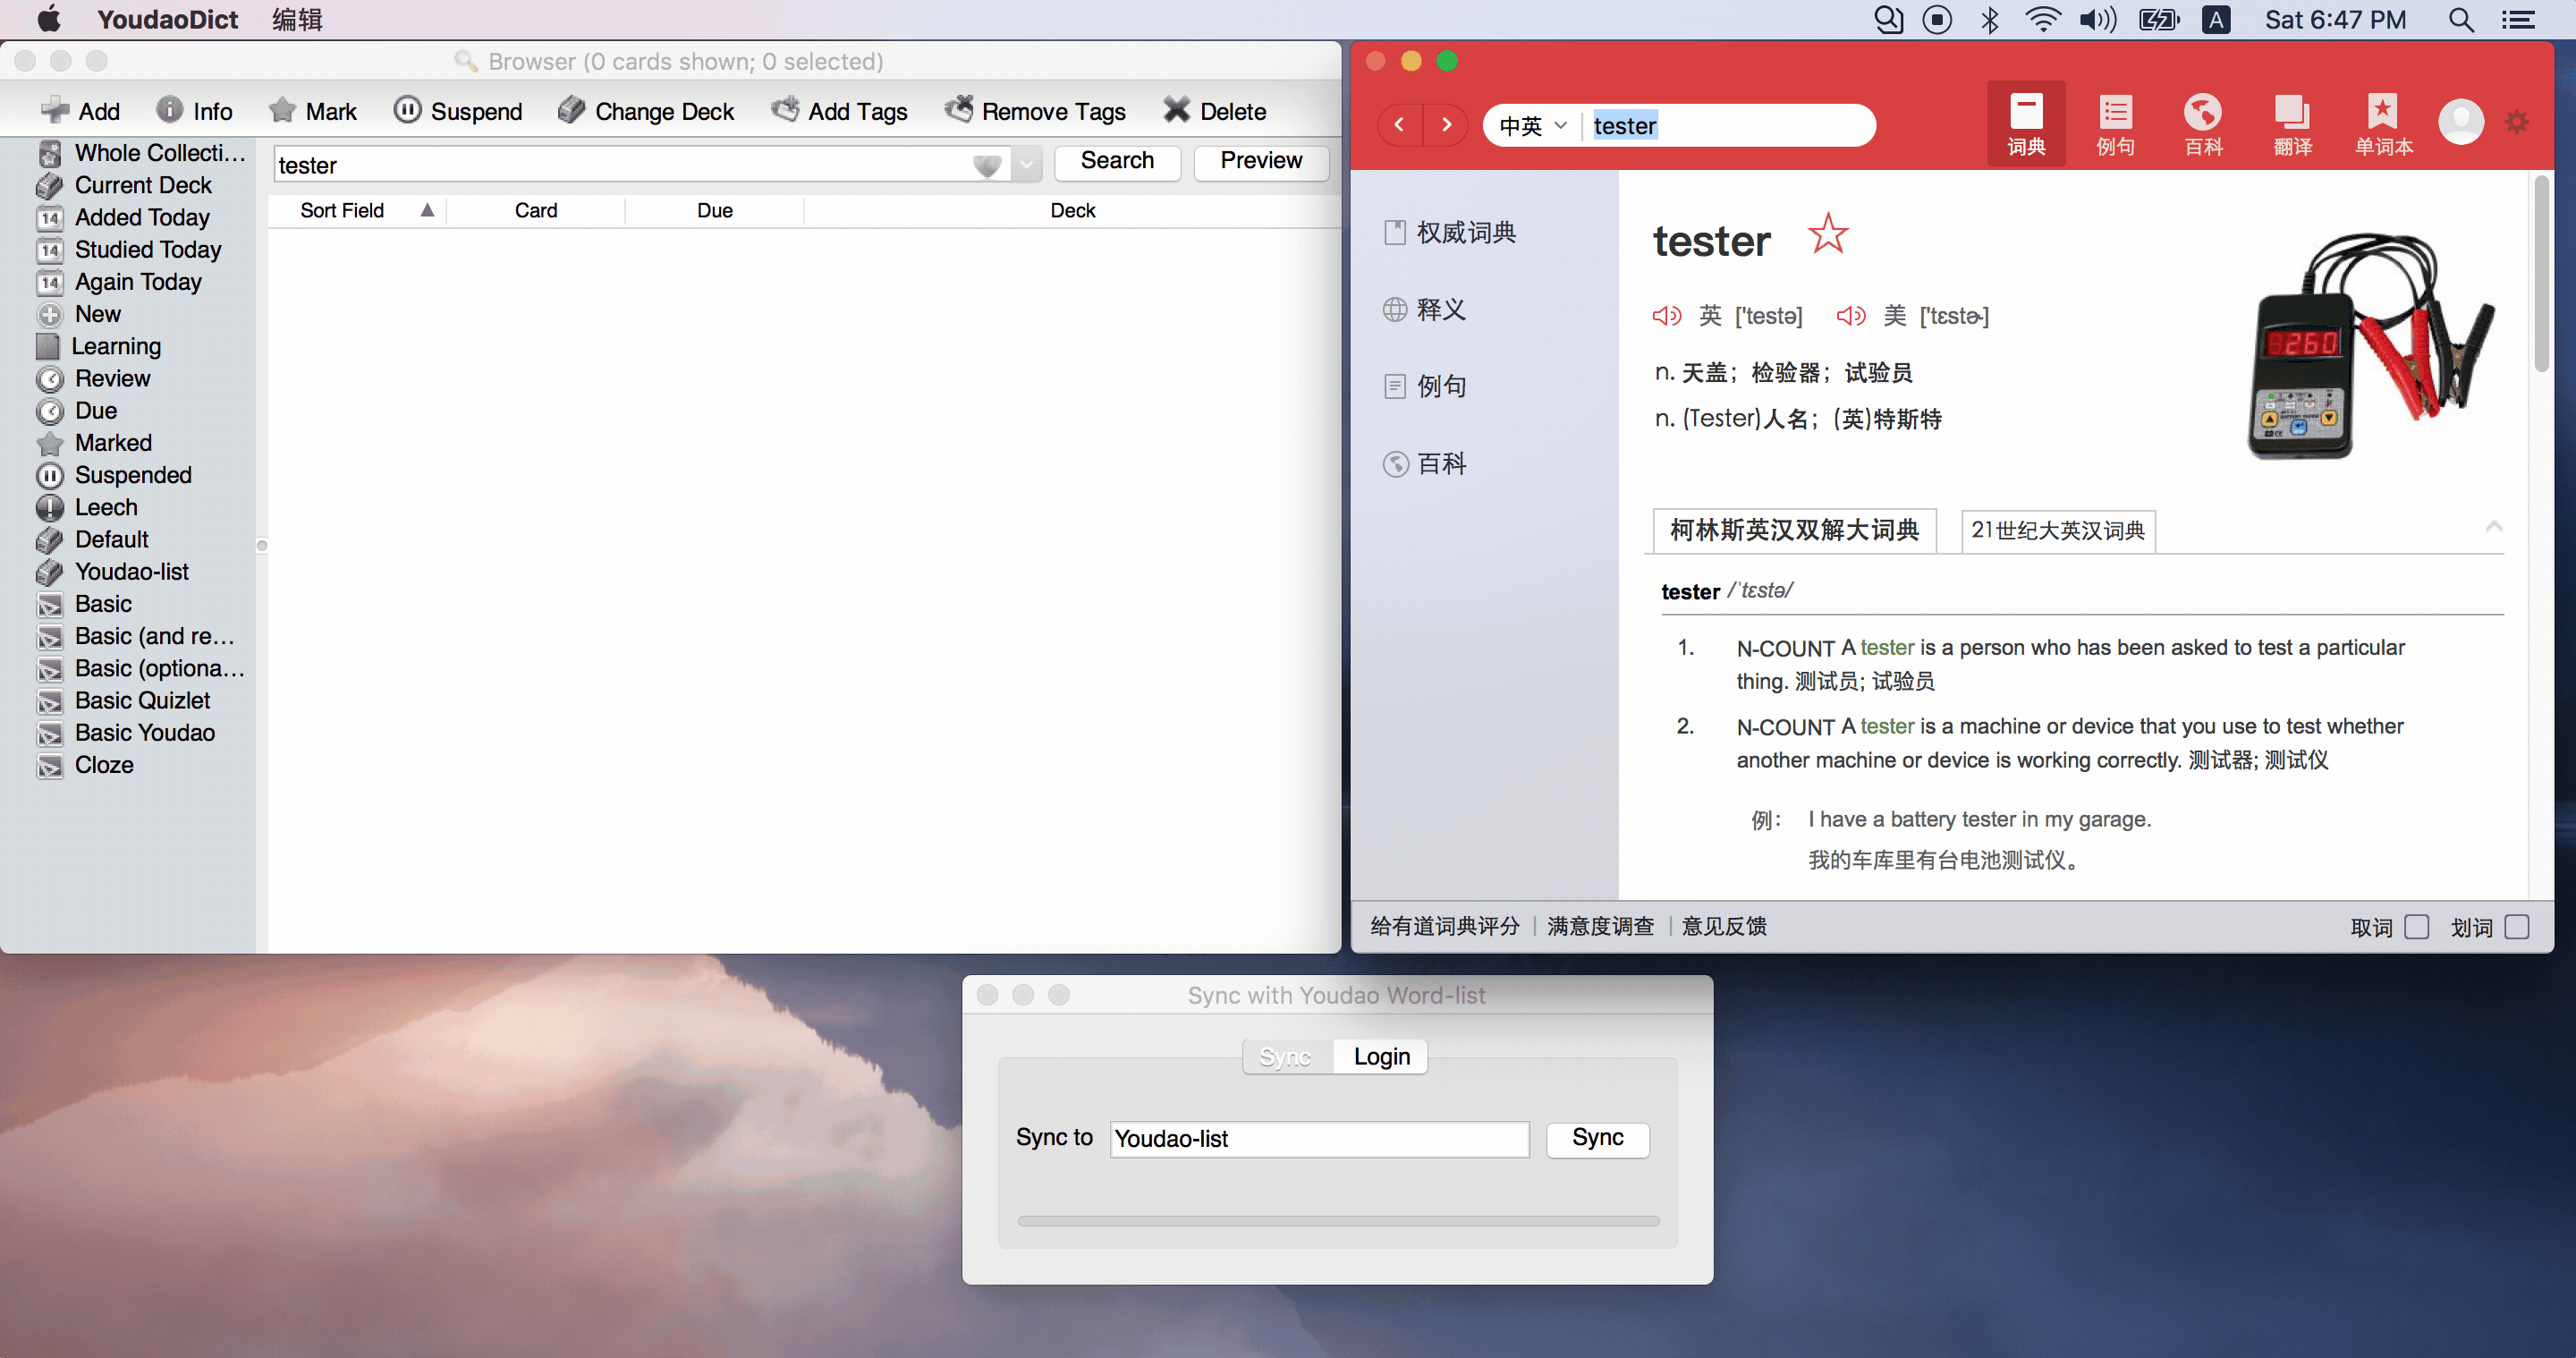 YoudaoDict 编辑
A Sat 6:47 PM
Browser (0 cards shown; 0 selected)
Add Info Mark Suspend Change Deck Add Tags Remove Tags Delete
Whole Collecti...
Current Deck
14 Added Today
14 Studied Today
14 Again Today
New
Learning
Review
Due
Marked
Suspended
Leech
Default
Youdao-list
Basic
Basic (and re...
Basic (optiona...
Basic Quizlet
Basic Youdao
Cloze
tester Search Preview
Sort Field Card Due Deck
中英 tester
词典 例句 百科 翻译 单词本
权威词典
释义
例句
百科
tester
英 ['testə] 美 ['tɛstɚ]
n. 天盖；检验器；试验员
n. (Tester)人名；(英)特斯特
260
柯林斯英汉双解大词典 21世纪大英汉词典
tester /ˈtɛstə/
1. N-COUNT A tester is a person who has been asked to test a particular
thing. 测试员; 试验员
2. N-COUNT A tester is a machine or device that you use to test whether
another machine or device is working correctly. 测试器; 测试仪
例： I have a battery tester in my garage.
我的车库里有台电池测试仪。
给有道词典评分 | 满意度调查 | 意见反馈 取词 划词
Sync with Youdao Word-list
Sync Login
Sync to Youdao-list Sync